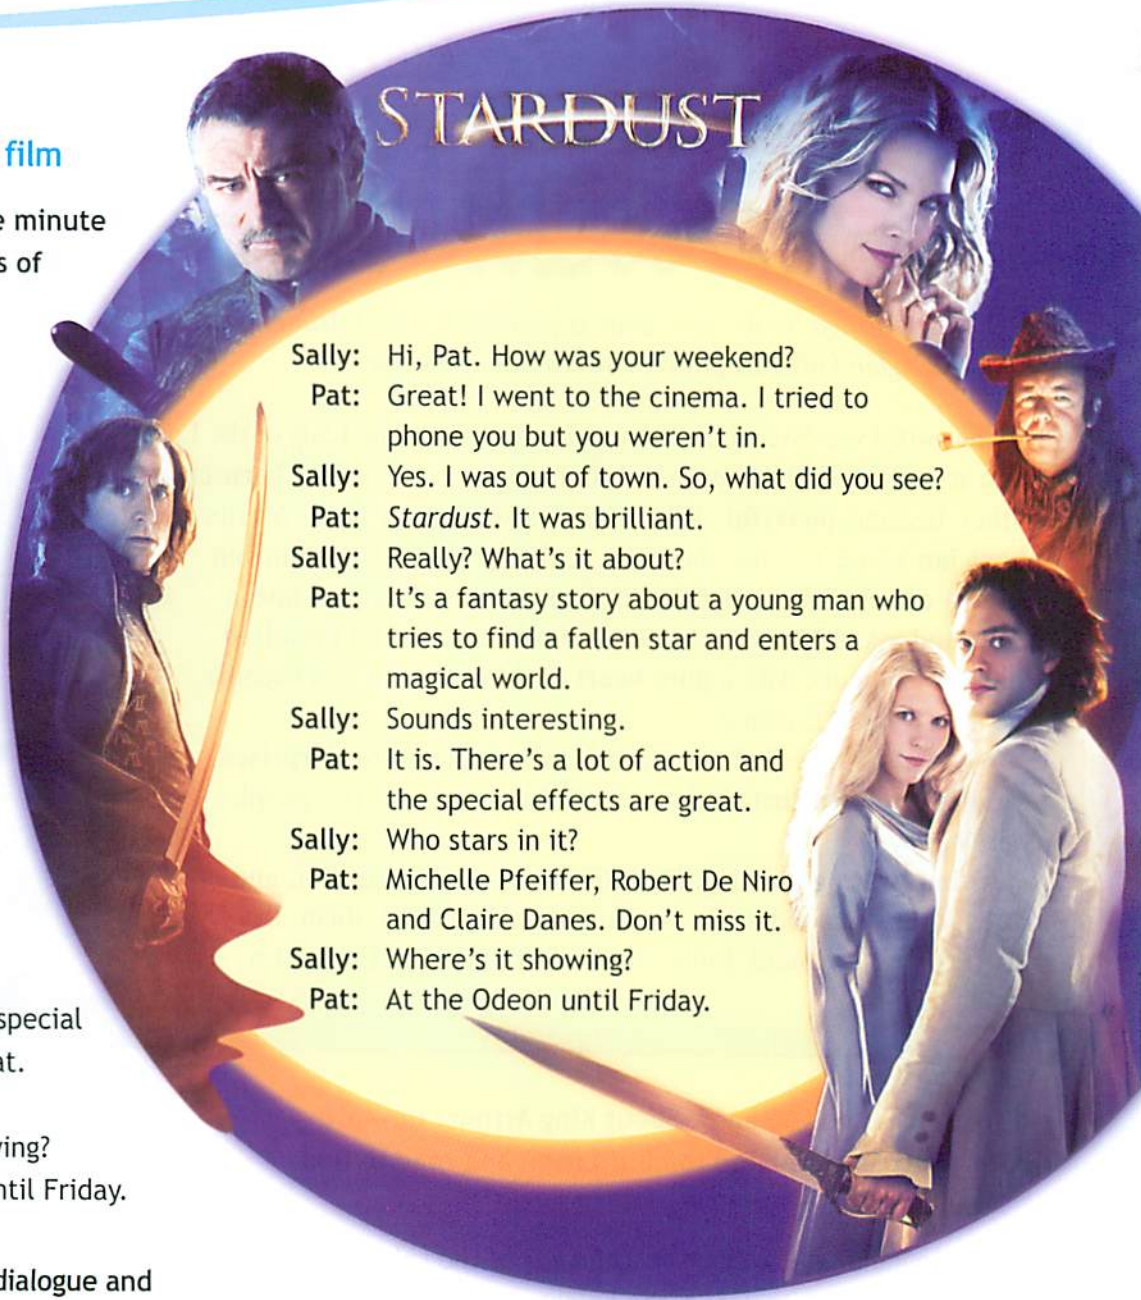 STARDUST
film
minute
s of
Sally: Hi, Pat. How was your weekend?
Pat: Great! I went to the cinema. I tried to
phone you but you weren't in.
Sally: Yes. I was out of town. So, what did you see?
Pat: Stardust. It was brilliant.
Sally: Really? What's it about?
Pat: It's a fantasy story about a young man who
tries to find a fallen star and enters a
magical world.
Sally: Sounds interesting.
Pat: It is. There's a lot of action and
the special effects are great.
Sally: Who stars in it?
Pat: Michelle Pfeiffer, Robert De Niro
and Claire Danes. Don't miss it.
Sally: Where's it showing?
Pat: At the Odeon until Friday.
special
at.
ving?
ntil Friday.
dialogue and